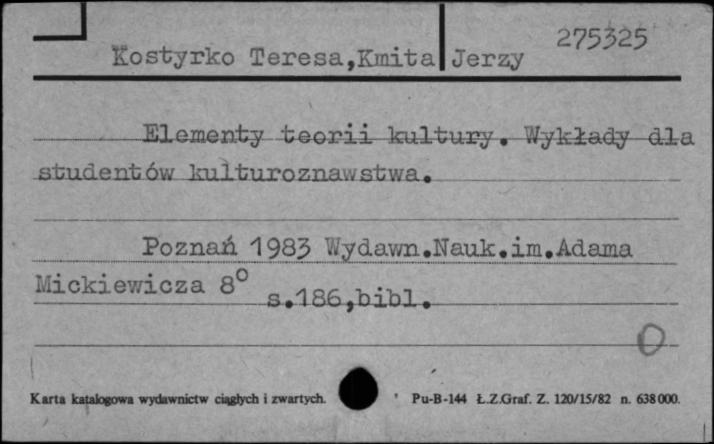 275325
Kostyrko Teresa,Kmita Jerzy
Elementy teorii kultury. Wykłady dla
studentów kulturoznawstwa.
Poznań 1983 Wydawn.Nauk.im.Adama
Mickiewicza 8°
s.186,bibl.
O
Karta katalogowa wydawnictw ciągłych i zwartych. Pu-B-144 Ł.Z.Graf. Z. 120/15/82 n. 638000.